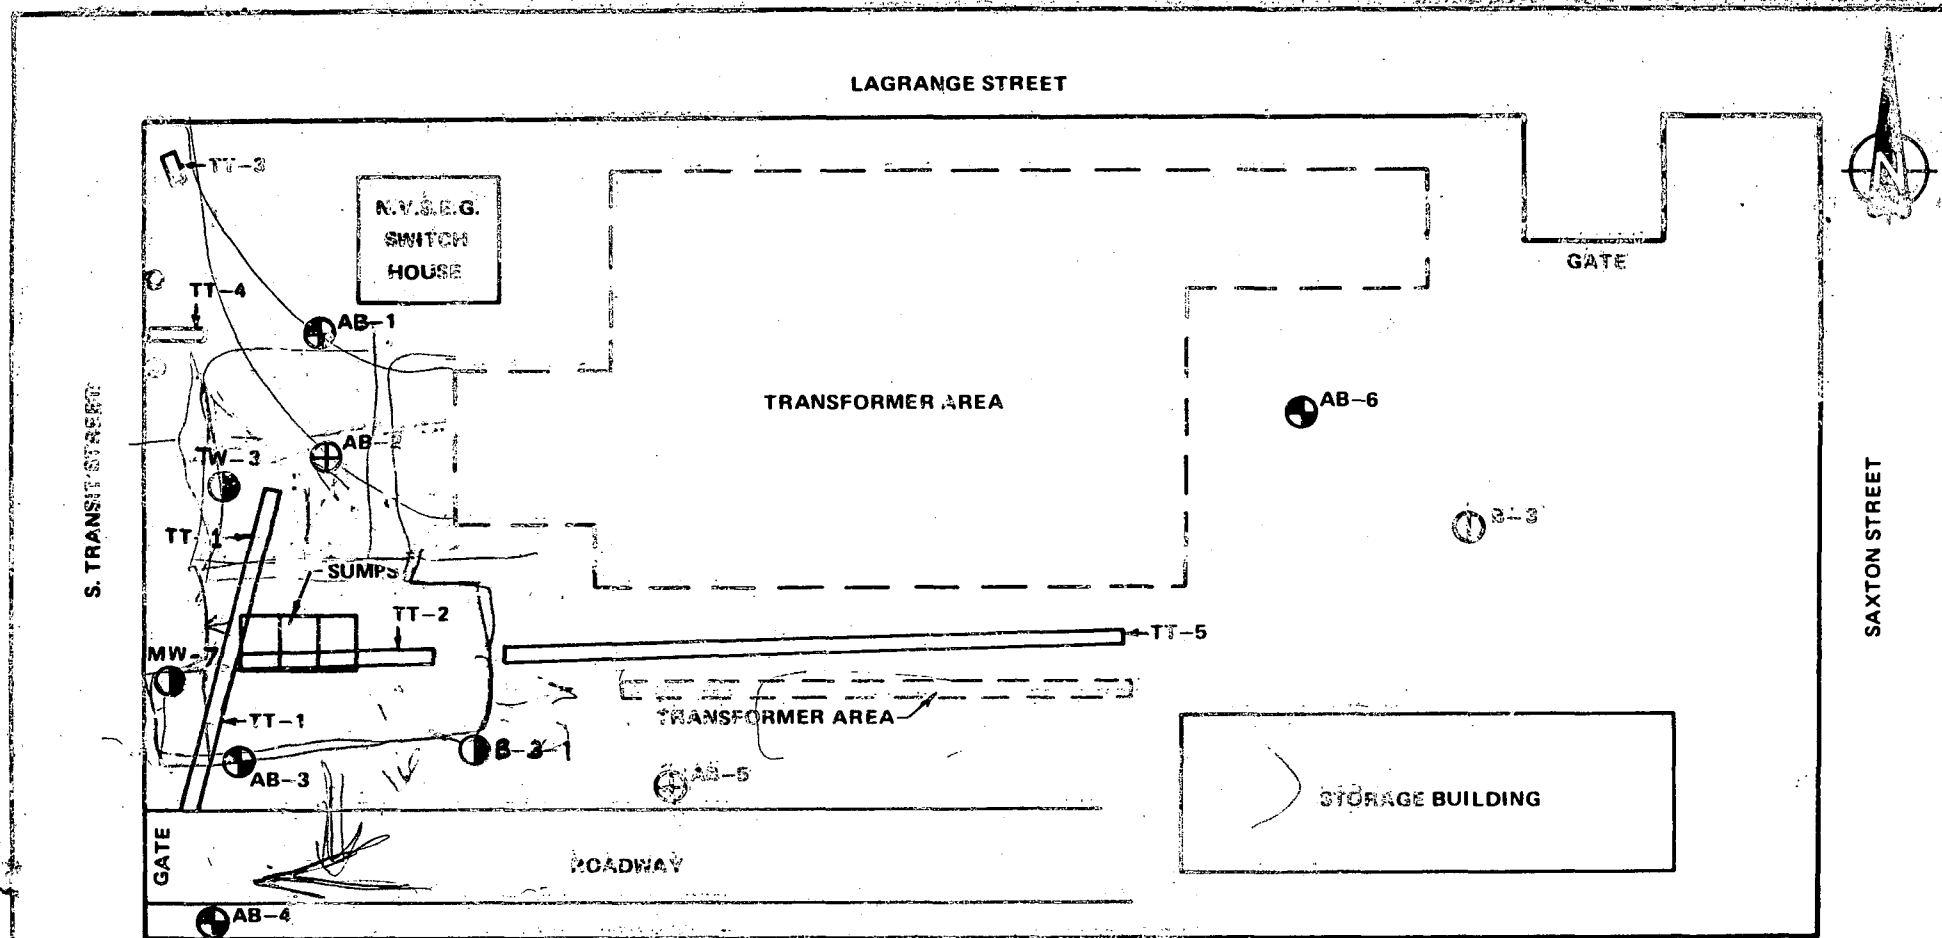 LAGRANGE STREET
N
TT-3
N.Y.S.E.G.
SWITCH
HOUSE
GATE
TT-4
AB-1
TRANSFORMER AREA
AB-6
S. TRANSIT STREET
AB-
TW-3
B-3
SAXTON STREET
TT-1
SUMPS
TT-2
TT-5
MW-7
TT-1
TRANSFORMER AREA
AB-3
AB-5
STORAGE BUILDING
GATE
ROADWAY
AB-4